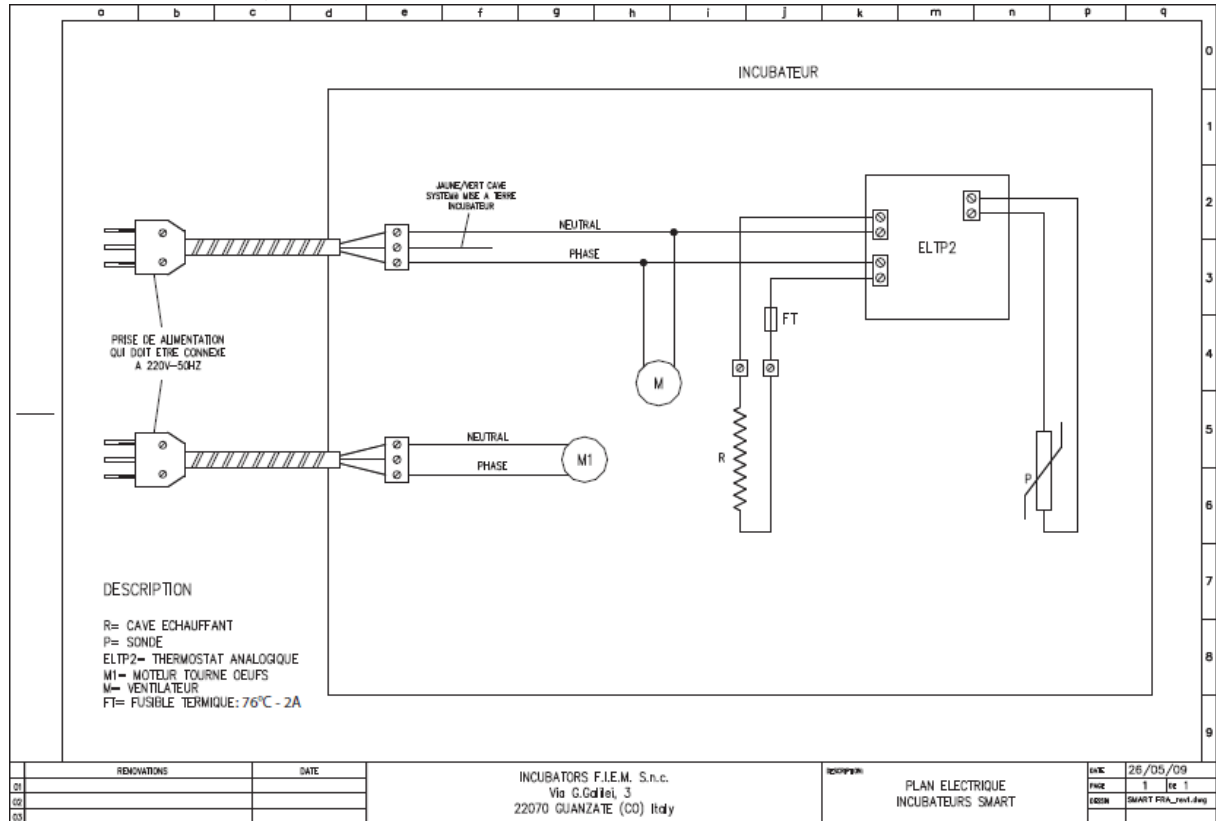 a b c d e f g h i j k m n p q
0
1
2
3
4
5
6
7
8
9
INCUBATEUR
JAUNE/VERT CAVE
SYSTEMe MISE A TERRE
INCUBATEUR
NEUTRAL
PHASE
ELTP2
FT
M
R
P
PRISE DE ALIMENTATION
QUI DOIT ETRE CONNEXE
A 220V-50HZ
NEUTRAL
PHASE
M1
DESCRIPTION
R= CAVE ECHAUFFANT
P= SONDE
ELTP2= THERMOSTAT ANALOGIQUE
M1= MOTEUR TOURNE OEUFS
M= VENTILATEUR
FT= FUSIBLE TERMIQUE: 76°C - 2A
RENOVATIONS DATE
01
02
03
INCUBATORS F.I.E.M. S.n.c.
Via G.Galilei, 3
22070 GUANZATE (CO) Italy
DESCRIPTION:
PLAN ELECTRIQUE
INCUBATEURS SMART
DATE 26/05/09
PAGE 1 DE 1
DESSIN SMART FRA_rev1.dwg